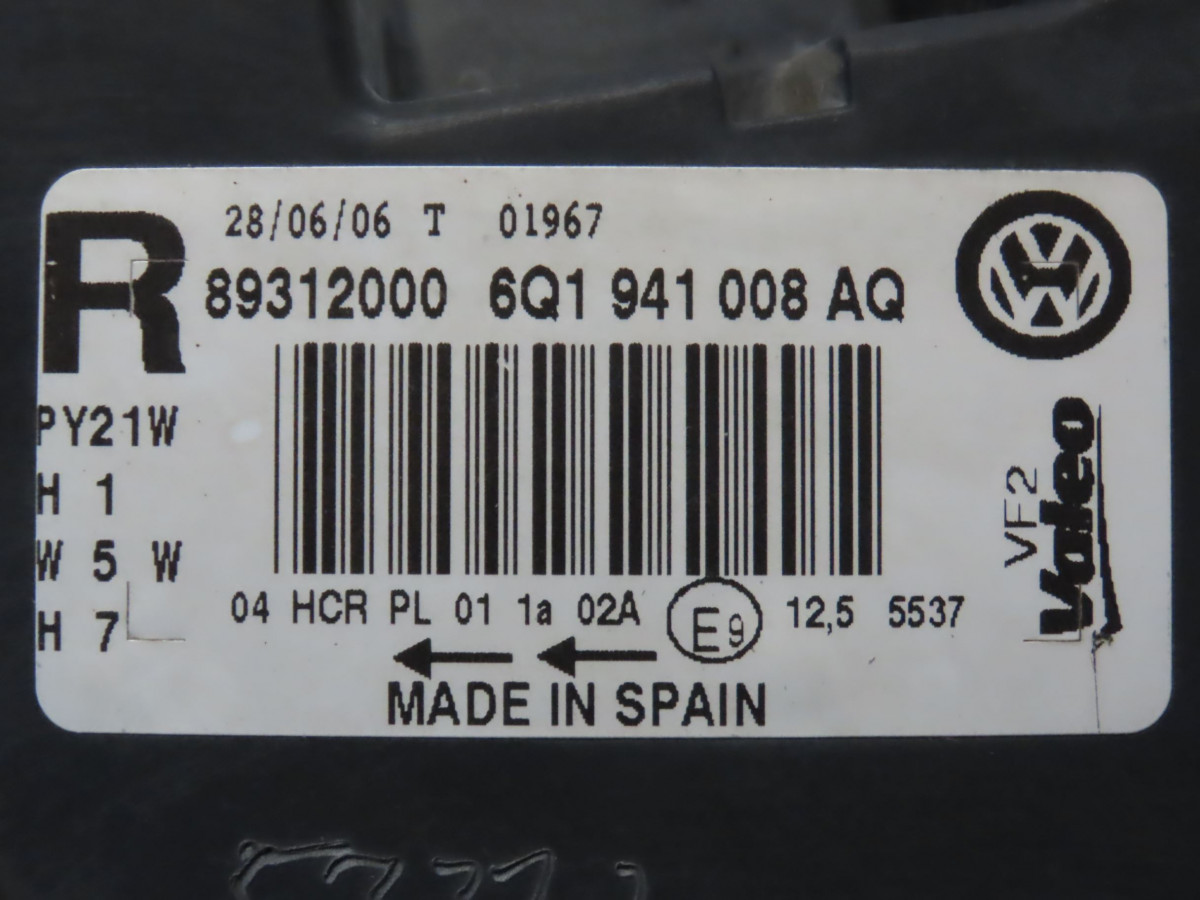 R
28/06/06 T 01967
89312000 6Q1 941 008 AQ
PY21W
H 1
W 5 W
H 7
04 HCR PL 01 1a 02A E9 12,5 5537
MADE IN SPAIN
VF2
Valeo